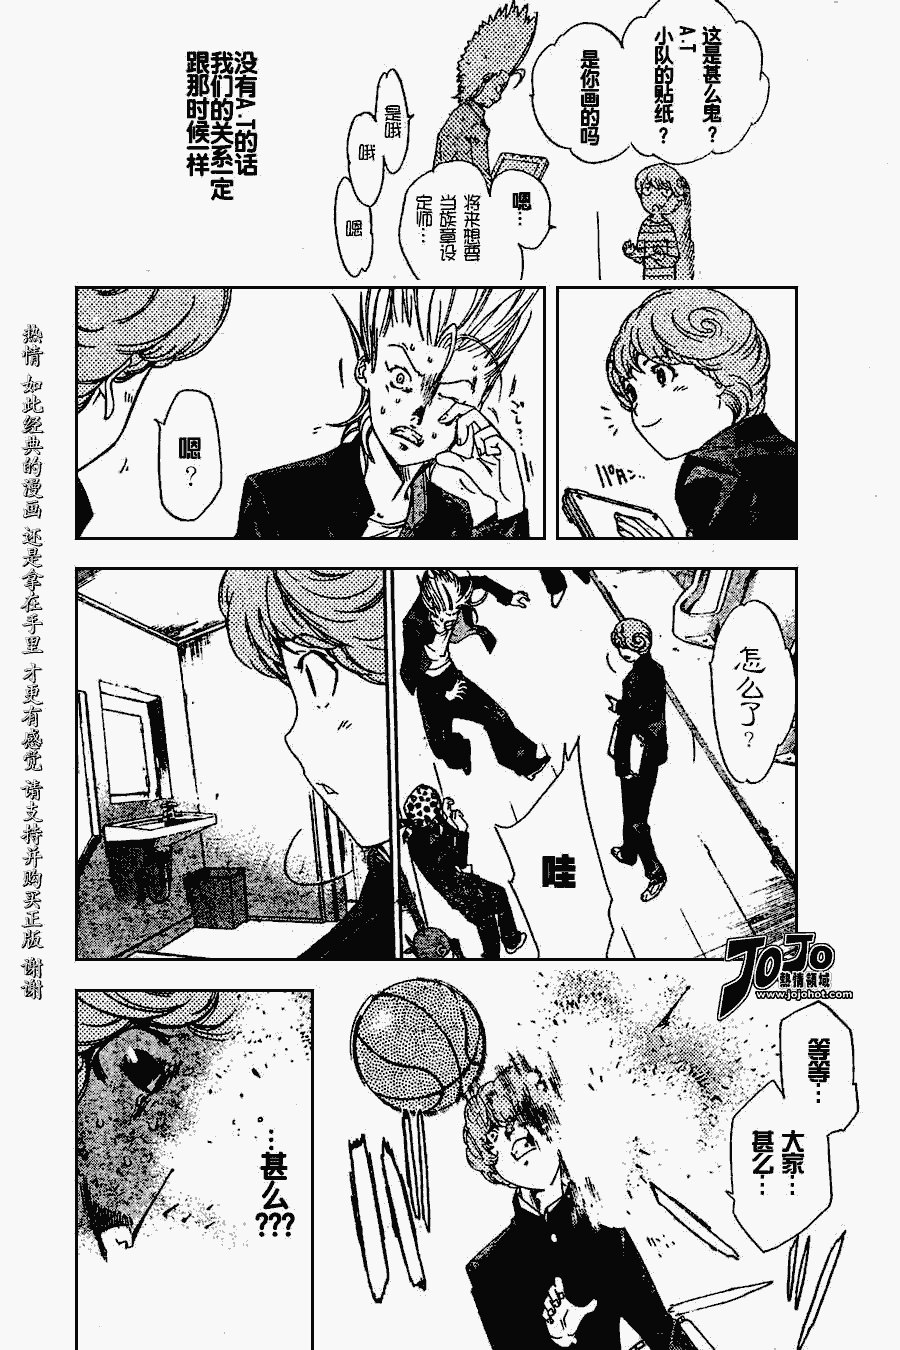 这是甚么鬼？
A.T
小队的贴纸？
是你画的吗
嗯…
将来想要
当族章设
定师…
是哦
哦
嗯
没有A.T的话
我们的关系一定
跟那时候一样
パタン…
嗯？
怎么了？
哇
等等…
大家…
甚么…
…甚么???
热情 如此经典的漫画 还是拿在手里 才更有感觉 请支持并购买正版 谢谢
JOJO
热情领域
www.jojohot.com